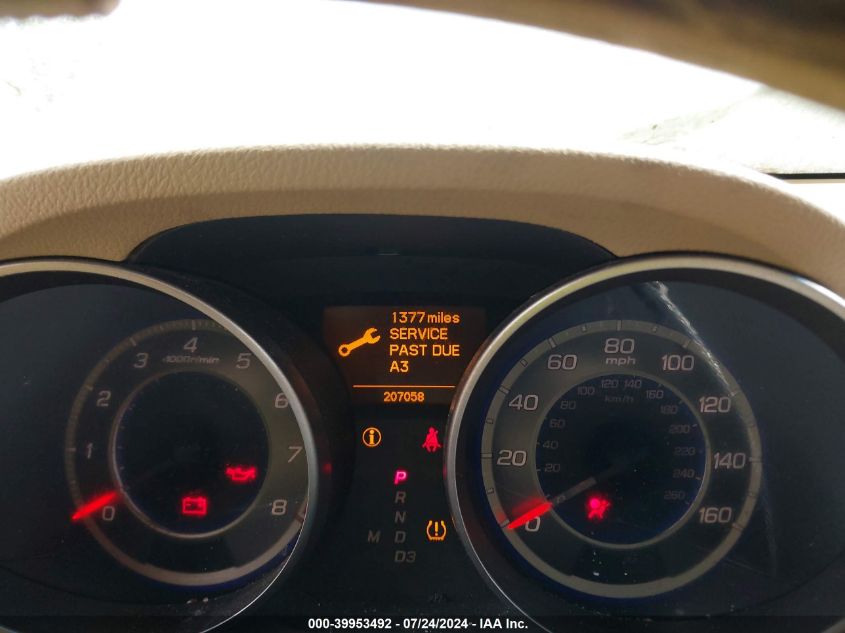 1377 miles
SERVICE
PAST DUE
A3
207058
0 1 2 3 4 5 6 7 8
0 20 40 60 80 100 120 140 160
mph
20 40 60 80 100 120 140 160 180 200 220 240 260
km/h
i
P
R
N
M D
D3
(!)
000-39953492 - 07/24/2024 - IAA Inc.